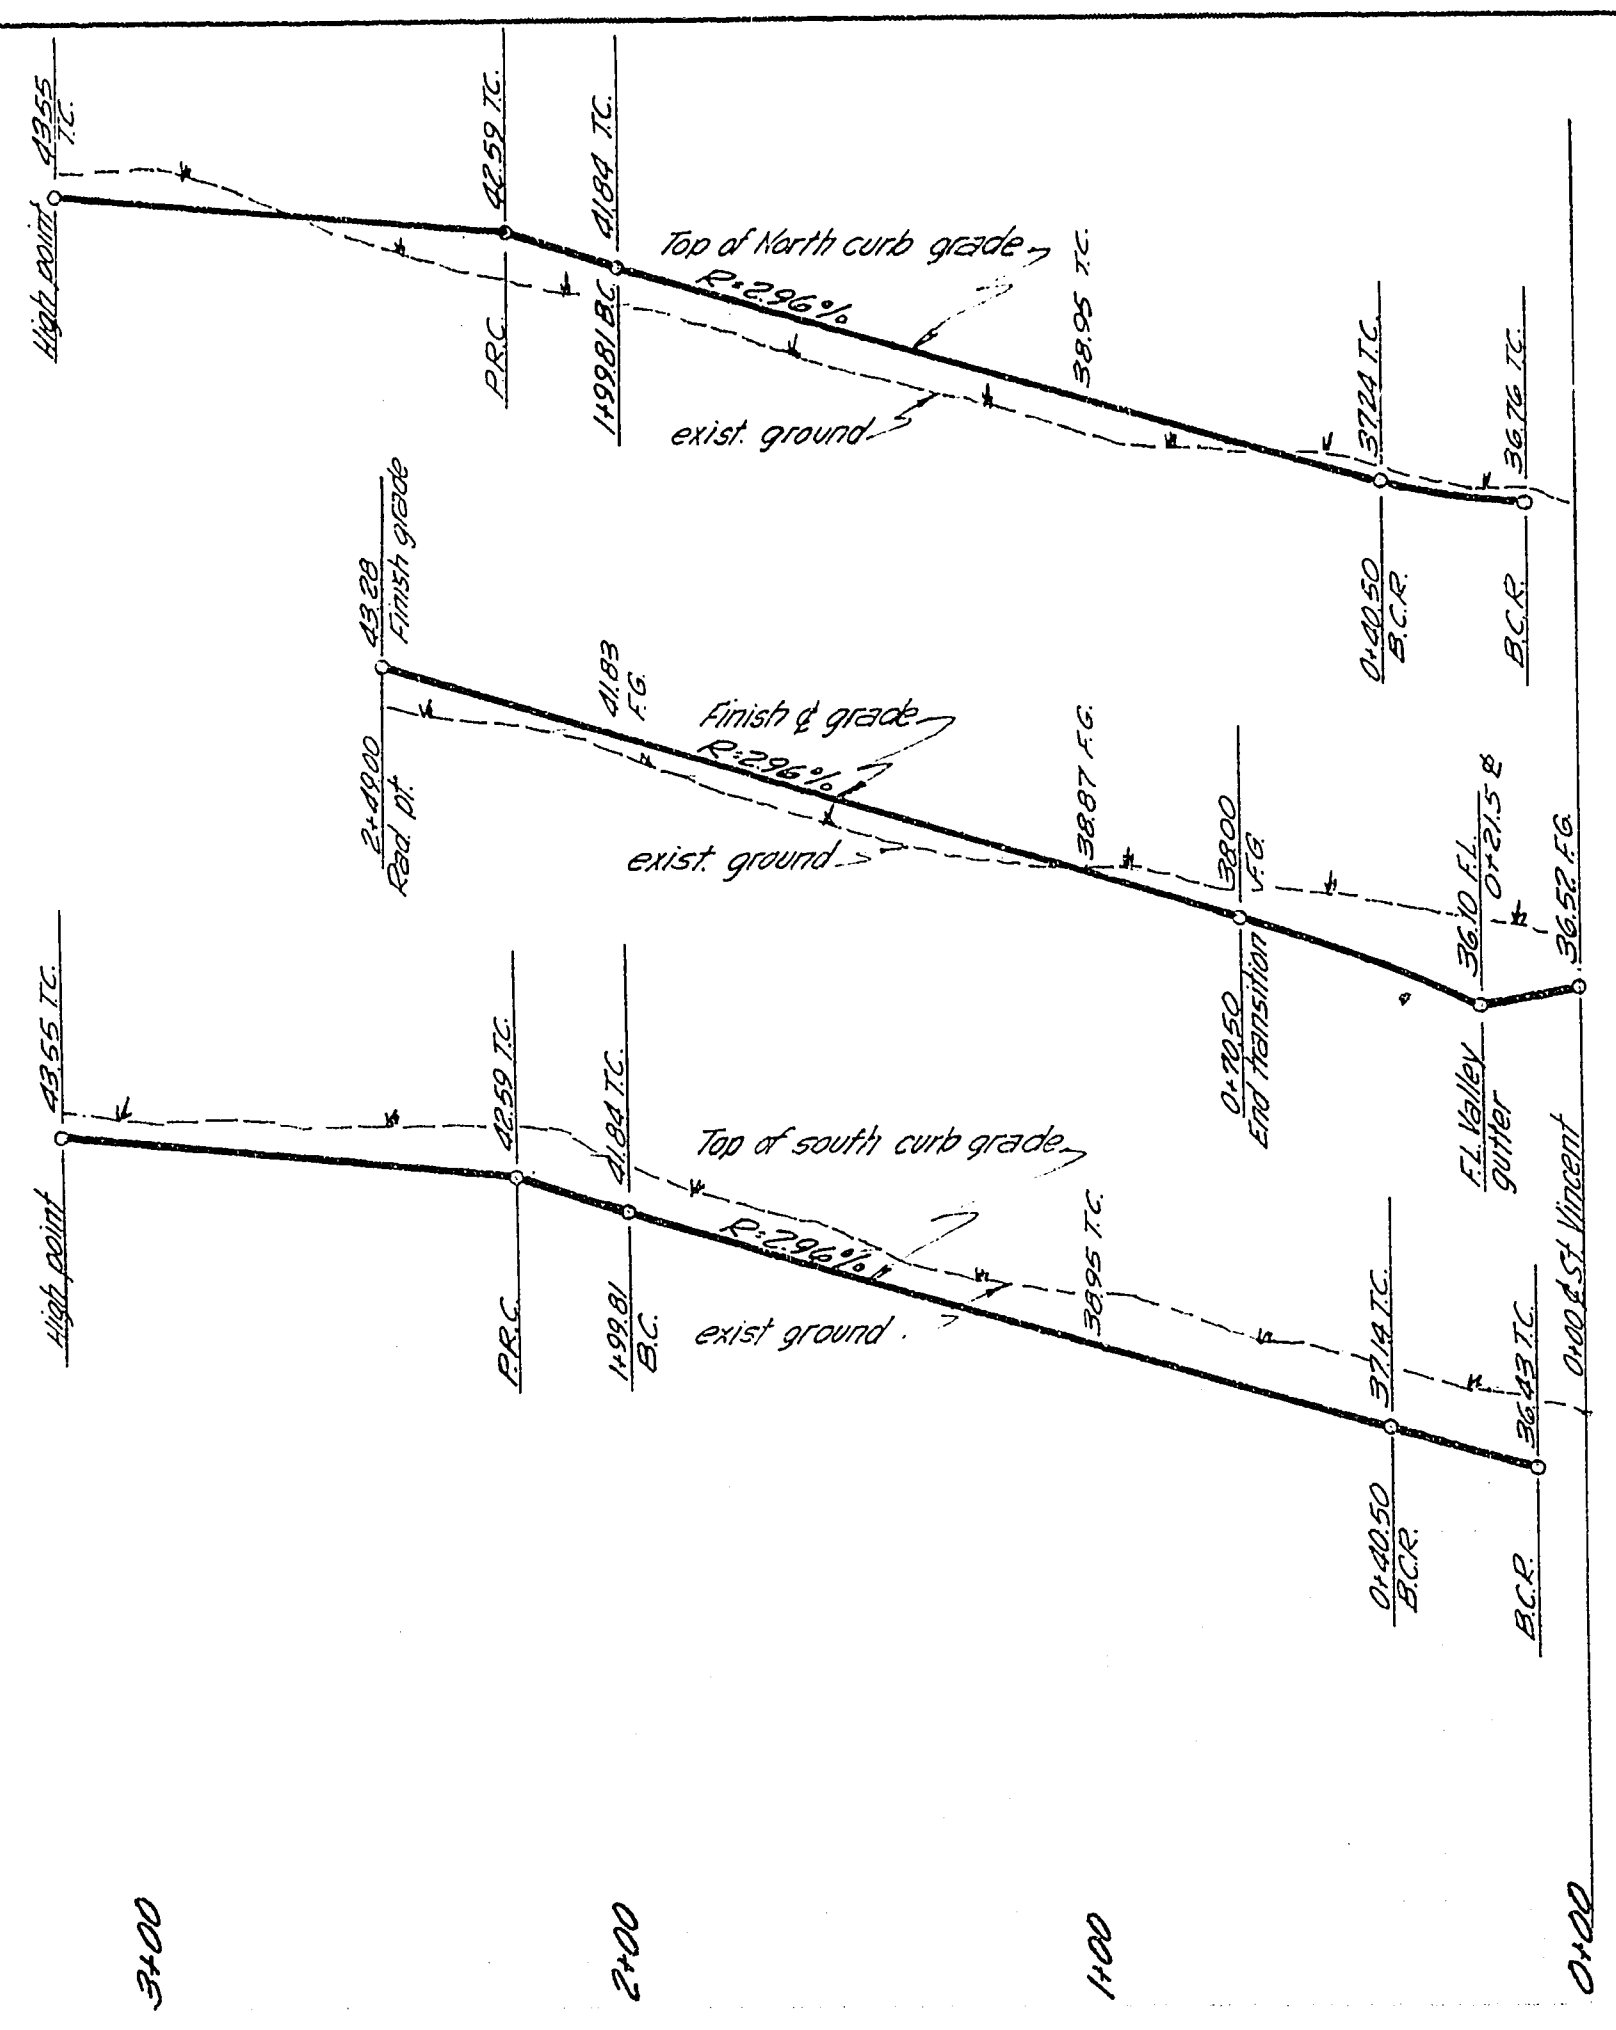 High point
43.55
T.C.
P.R.C.
42.59 T.C.
1+99.81 B.C.
41.84 T.C.
Top of North curb grade
R=2.96%
exist. ground
38.95 T.C.
0+40.50
B.C.R.
37.24 T.C.
B.C.R.
36.76 T.C.
2+49.00
Rad. pt.
43.28
Finish grade
41.83
F.G.
Finish ℄ grade
R=2.96%
exist. ground
38.87 F.G.
0+70.50
End transition
38.00
F.G.
F.L. Valley
gutter
36.10 F.L.
0+21.5 ℄
36.52 F.G.
0+00 ℄ St. Vincent
High point
43.55 T.C.
P.R.C.
42.59 T.C.
1+99.81
B.C.
41.84 T.C.
Top of south curb grade
R=2.96%
exist ground
38.95 T.C.
0+40.50
B.C.R.
37.14 T.C.
B.C.R.
36.43 T.C.
3+00
2+00
1+00
0+00